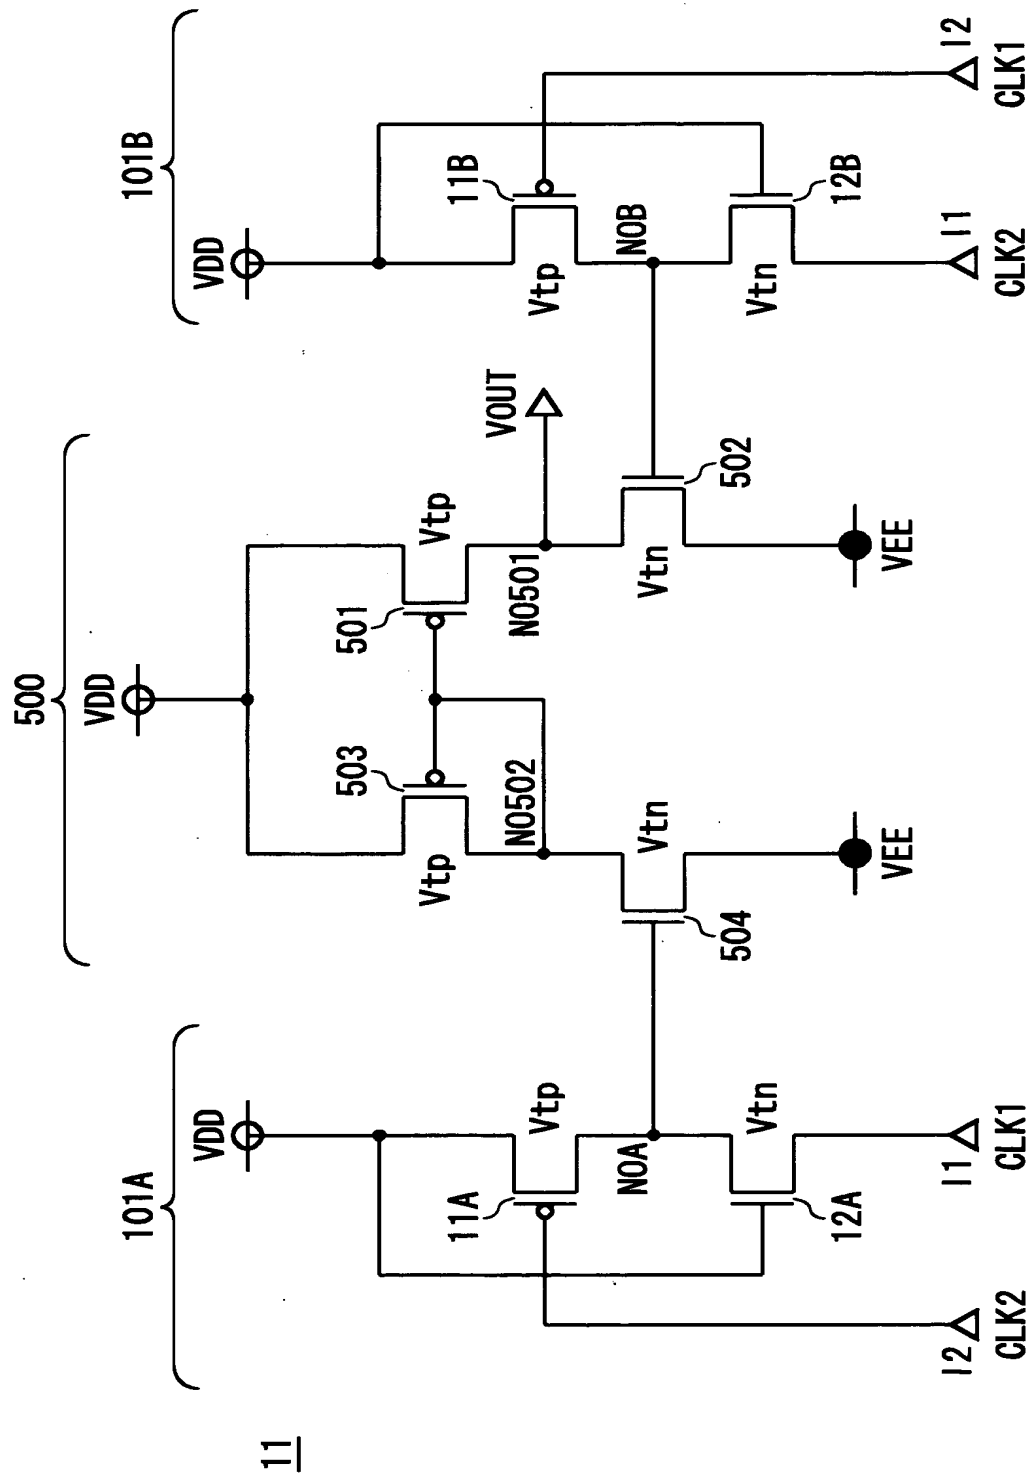 11
101A
500
101B
VDD
VDD
VDD
11A
Vtp
503
Vtp
501
Vtp
11B
Vtp
NOA
NO502
NO501
VOUT
NOB
12A
Vtn
504
Vtn
Vtn
502
Vtn
12B
VEE
VEE
I2
I1
I1
I2
CLK2
CLK1
CLK2
CLK1